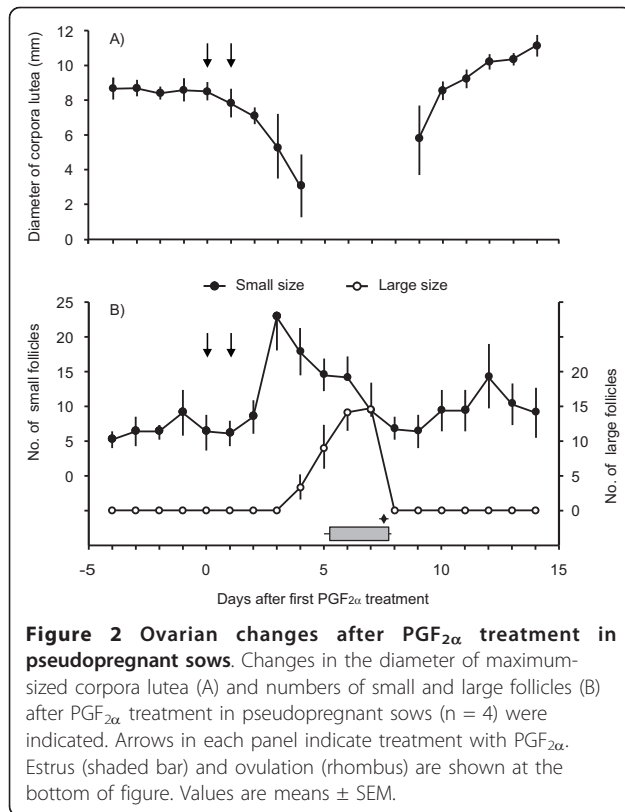 A)
Diameter of corpora lutea (mm)
12
10
8
6
4
2
0
Small size
Large size
B)
No. of small follicles
25
20
15
10
5
0
No. of large follicles
20
15
10
5
0
-5
0
5
10
15
Days after first PGF2α treatment
Figure 2 Ovarian changes after PGF2α treatment in
pseudopregnant sows. Changes in the diameter of maximum-
sized corpora lutea (A) and numbers of small and large follicles (B)
after PGF2α treatment in pseudopregnant sows (n = 4) were
indicated. Arrows in each panel indicate treatment with PGF2α.
Estrus (shaded bar) and ovulation (rhombus) are shown at the
bottom of figure. Values are means ± SEM.